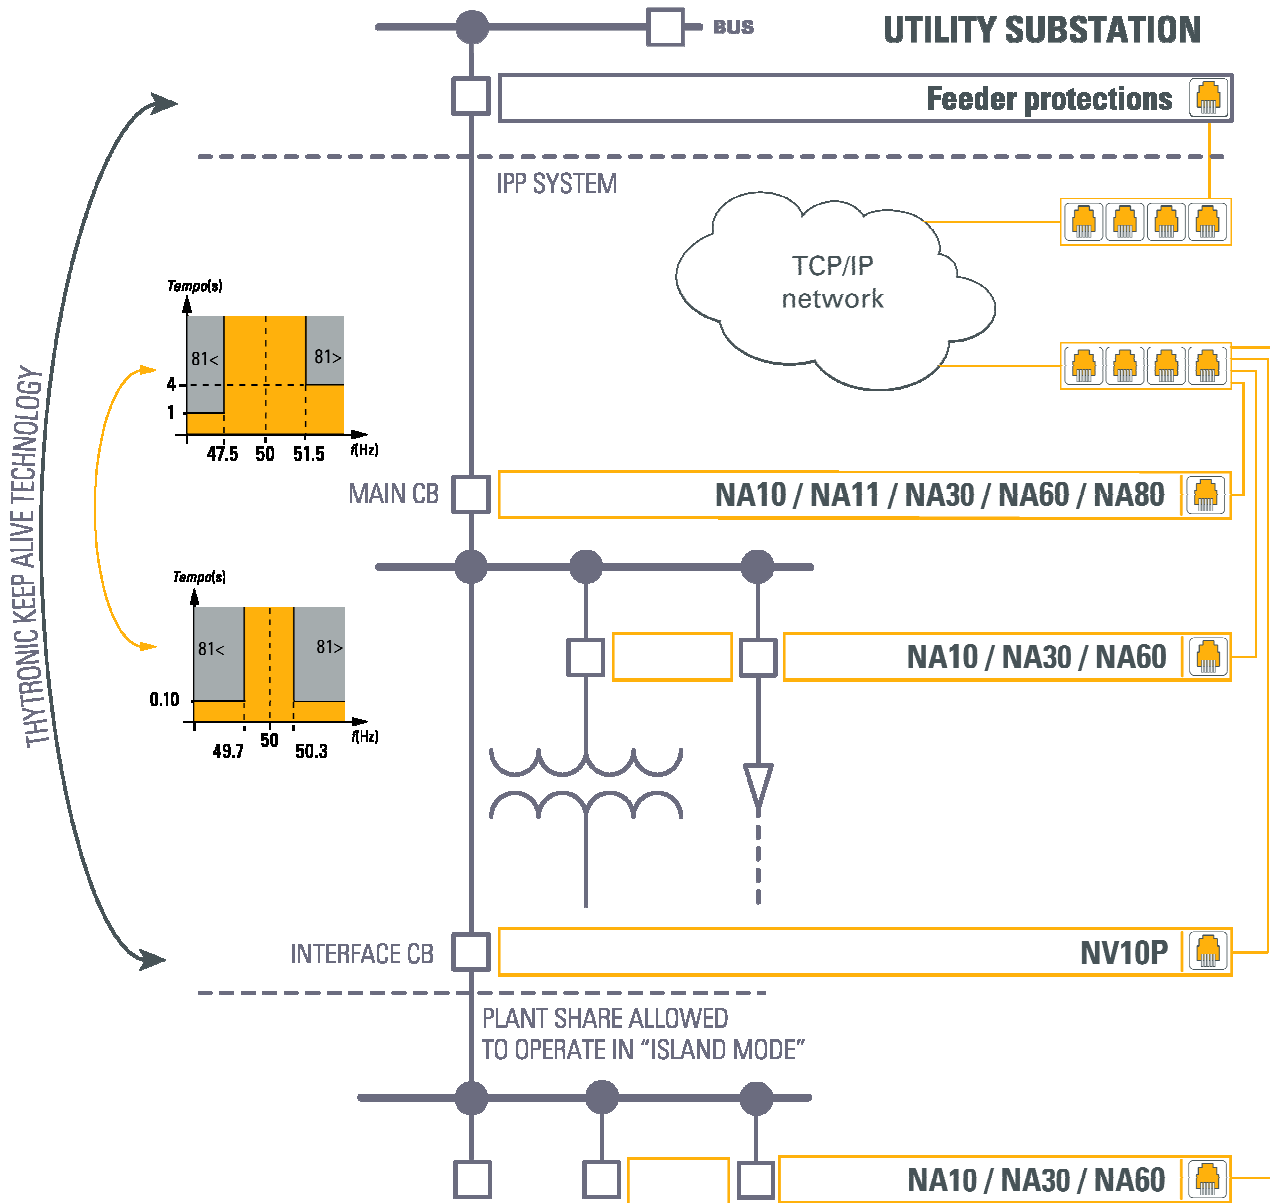 BUS
UTILITY SUBSTATION
Feeder protections
IPP SYSTEM
TCP/IP
network
THYTRONIC KEEP ALIVE TECHNOLOGY
Tempo(s)
81<
81>
4
1
47.5
50
51.5
f(Hz)
MAIN CB
NA10 / NA11 / NA30 / NA60 / NA80
Tempo(s)
81<
81>
0.10
49.7
50
50.3
f(Hz)
NA10 / NA30 / NA60
INTERFACE CB
NV10P
PLANT SHARE ALLOWED
TO OPERATE IN “ISLAND MODE”
NA10 / NA30 / NA60